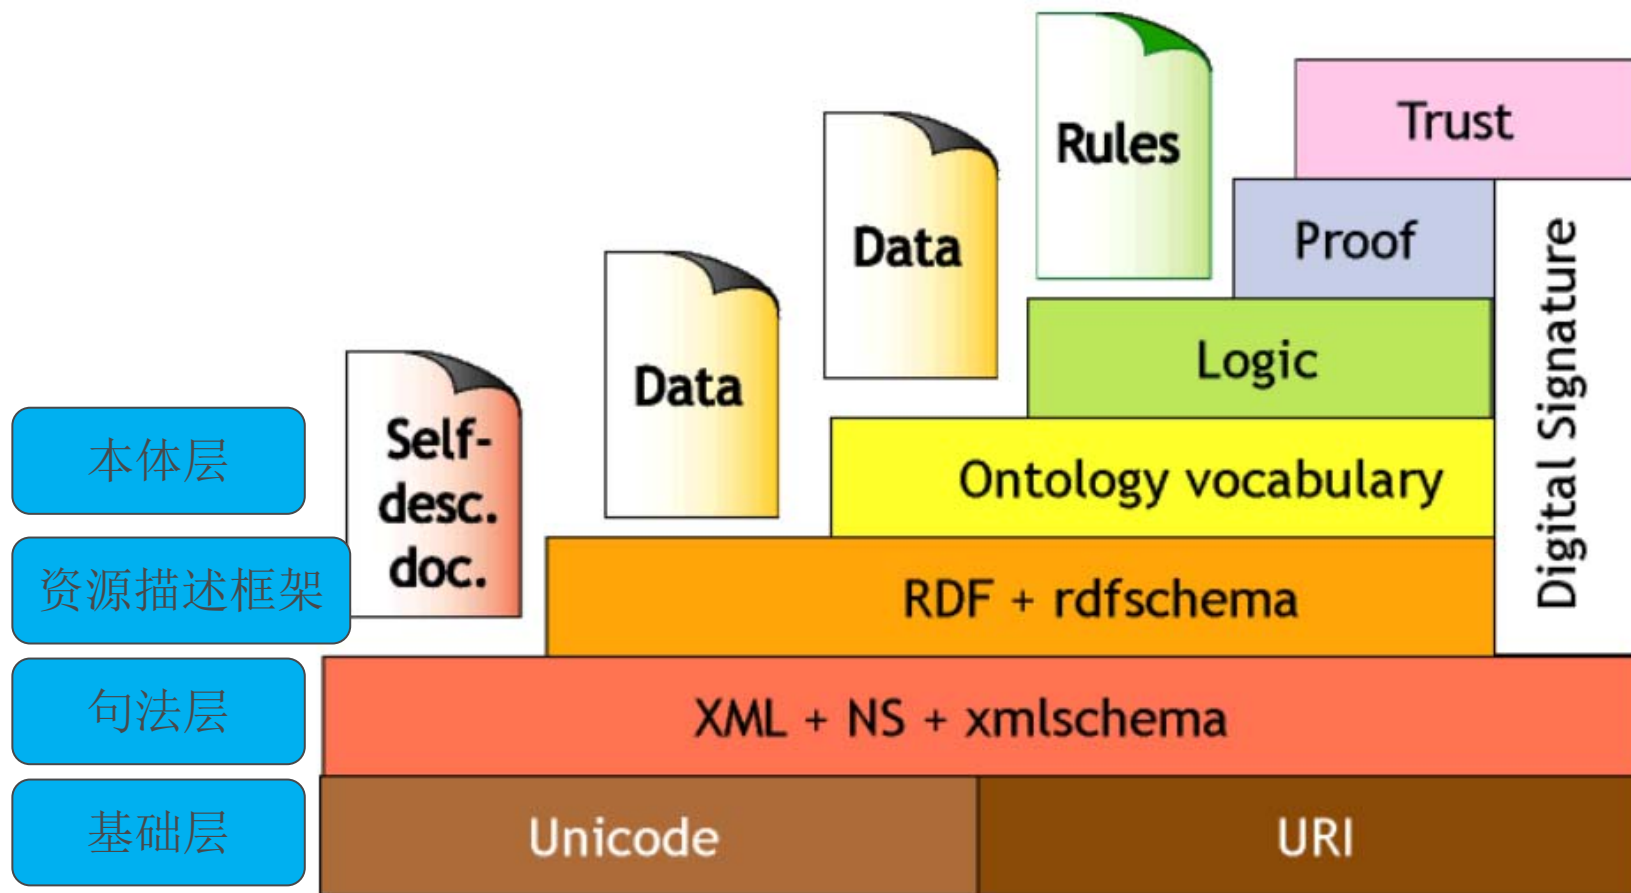 Rules
Trust
Data
Proof
Data
Logic
Digital Signature
Self-
desc.
doc.
本体层
Ontology vocabulary
资源描述框架
RDF + rdfschema
句法层
XML + NS + xmlschema
基础层
Unicode
URI